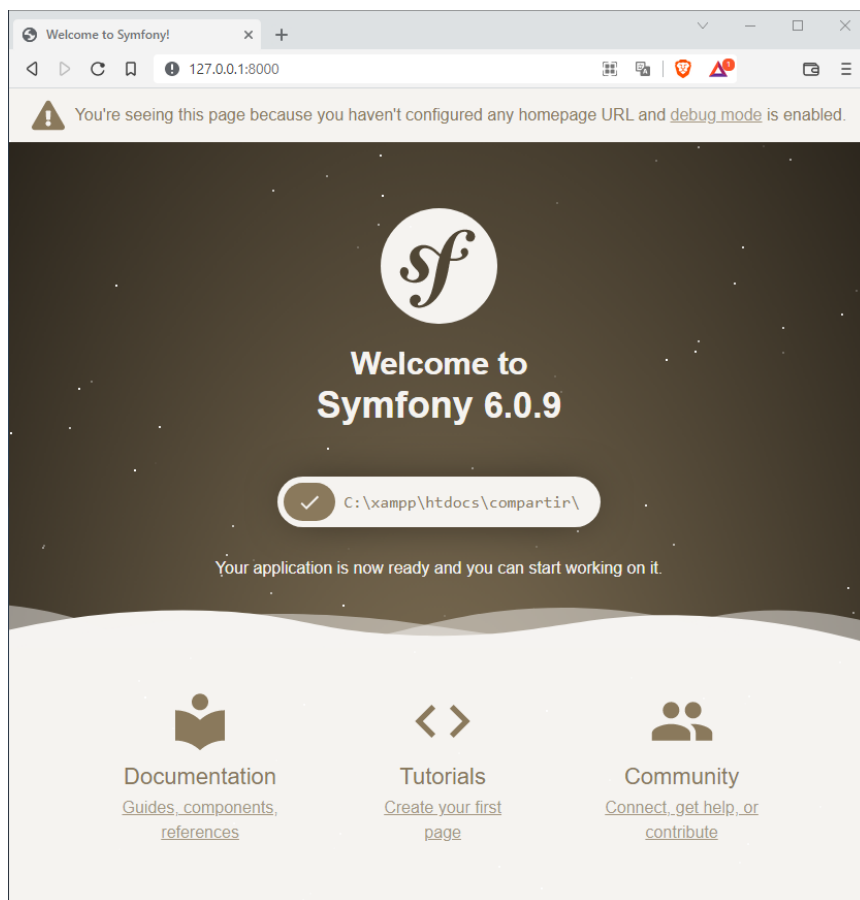 Welcome to Symfony!
127.0.0.1:8000
1
You're seeing this page because you haven't configured any homepage URL and debug mode is enabled.
sf
Welcome to
Symfony 6.0.9
C:\xampp\htdocs\compartir\
Your application is now ready and you can start working on it.
Documentation
Guides, components,
references
Tutorials
Create your first
page
Community
Connect, get help, or
contribute